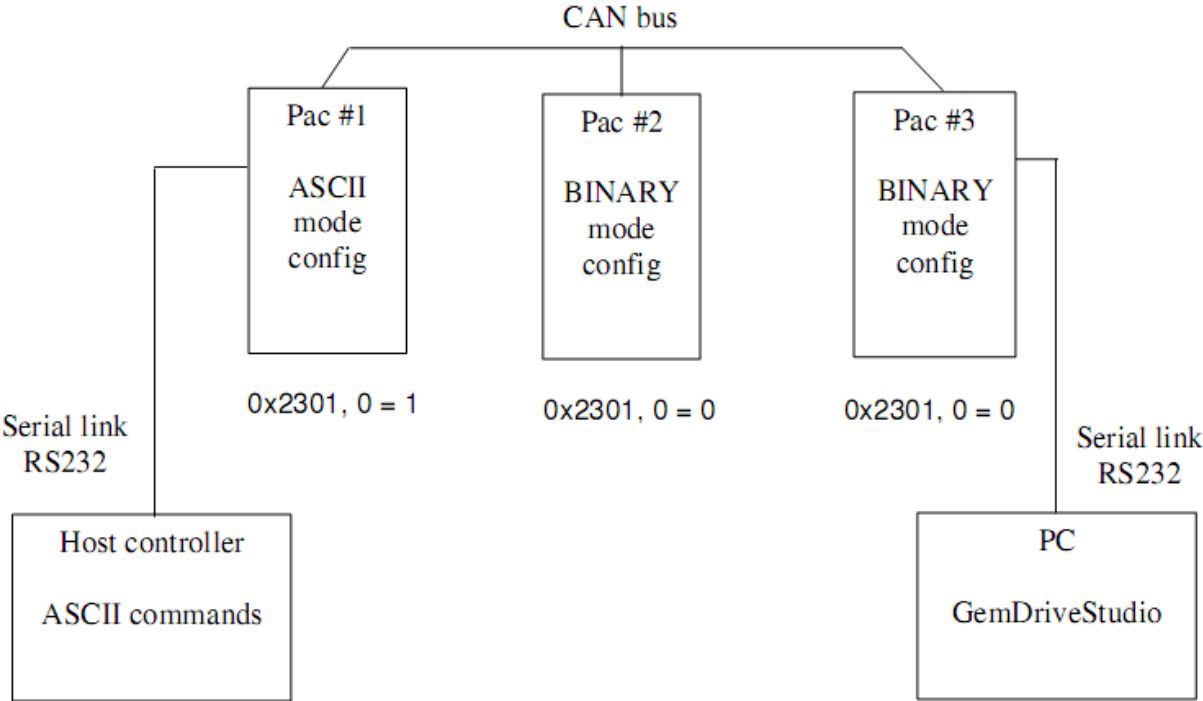 CAN bus
Pac #1
ASCII
mode
config
Pac #2
BINARY
mode
config
Pac #3
BINARY
mode
config
0x2301, 0 = 1
0x2301, 0 = 0
0x2301, 0 = 0
Serial link
RS232
Serial link
RS232
Host controller
ASCII commands
PC
GemDriveStudio